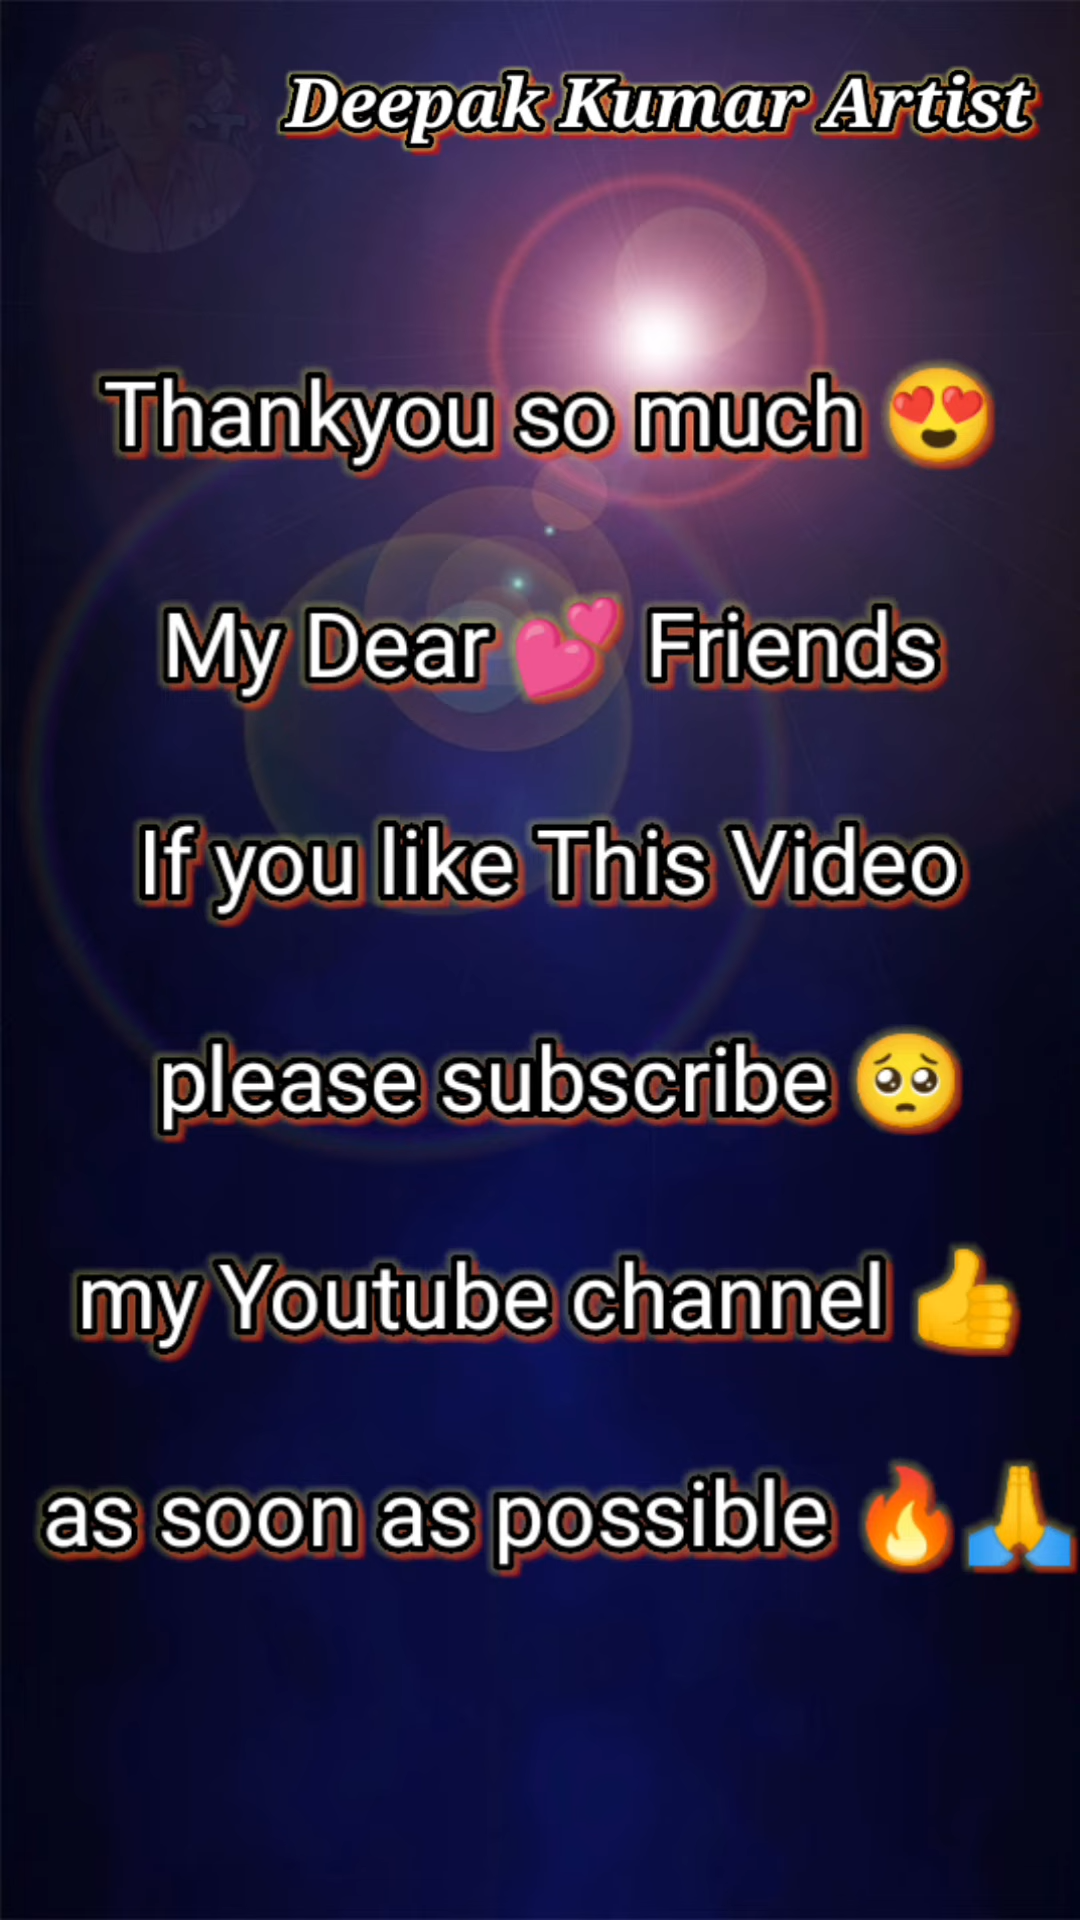 Deepak Kumar Artist
Thankyou so much 😍
My Dear 💕 Friends
If you like This Video
please subscribe 🥺
my Youtube channel 👍
as soon as possible 🔥🙏